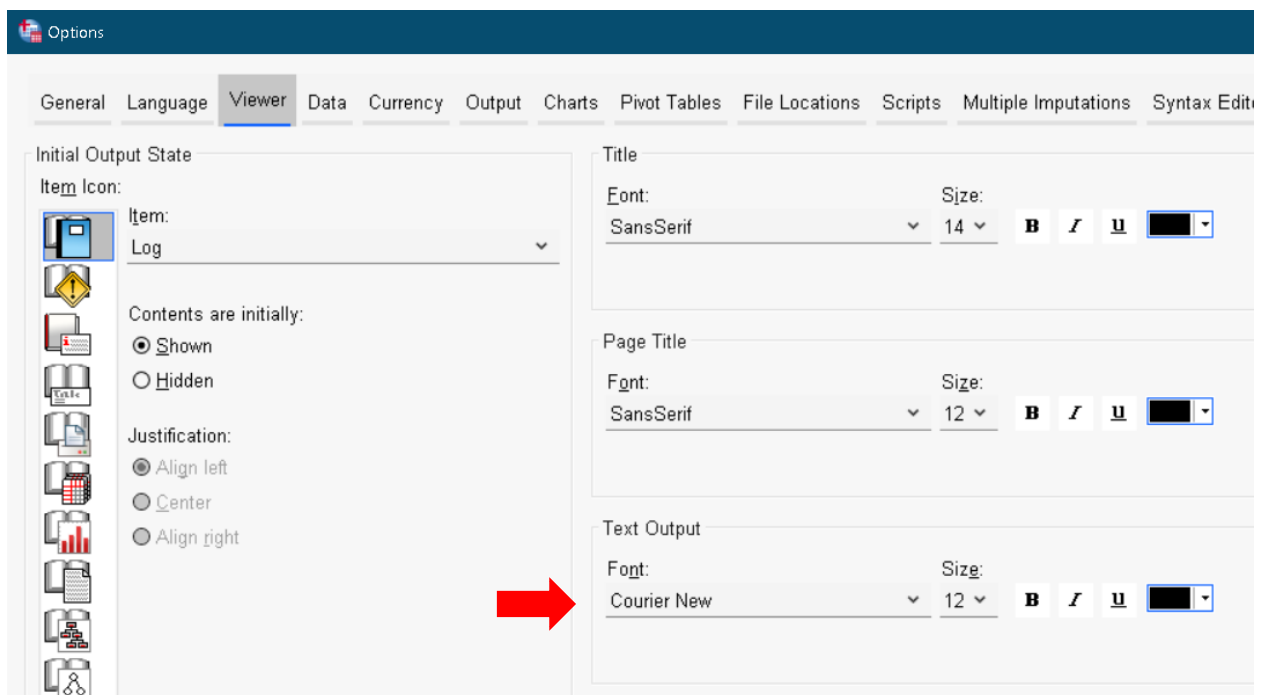 Options
General Language Viewer Data Currency Output Charts Pivot Tables File Locations Scripts Multiple Imputations Syntax Edit
Initial Output State
Item Icon:
Item:
Log
Contents are initially:
Shown
Hidden
Justification:
Align left
Center
Align right
Title
Font: Size:
SansSerif 14 B I U
Page Title
Font: Size:
SansSerif 12 B I U
Text Output
Font: Size:
Courier New 12 B I U